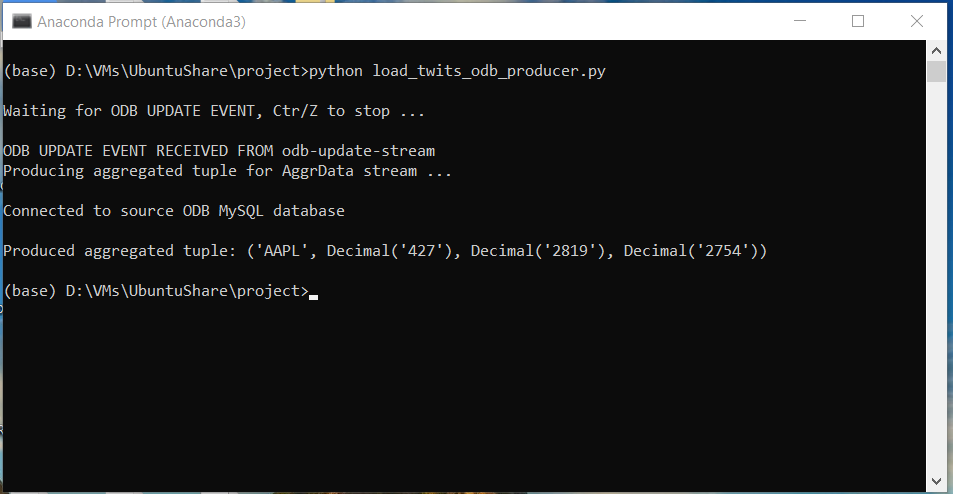 Anaconda Prompt (Anaconda3)
(base) D:\VMs\UbuntuShare\project>python load_twits_odb_producer.py
Waiting for ODB UPDATE EVENT, Ctr/Z to stop ...
ODB UPDATE EVENT RECEIVED FROM odb-update-stream
Producing aggregated tuple for AggrData stream ...
Connected to source ODB MySQL database
Produced aggregated tuple: ('AAPL', Decimal('427'), Decimal('2819'), Decimal('2754'))
(base) D:\VMs\UbuntuShare\project>